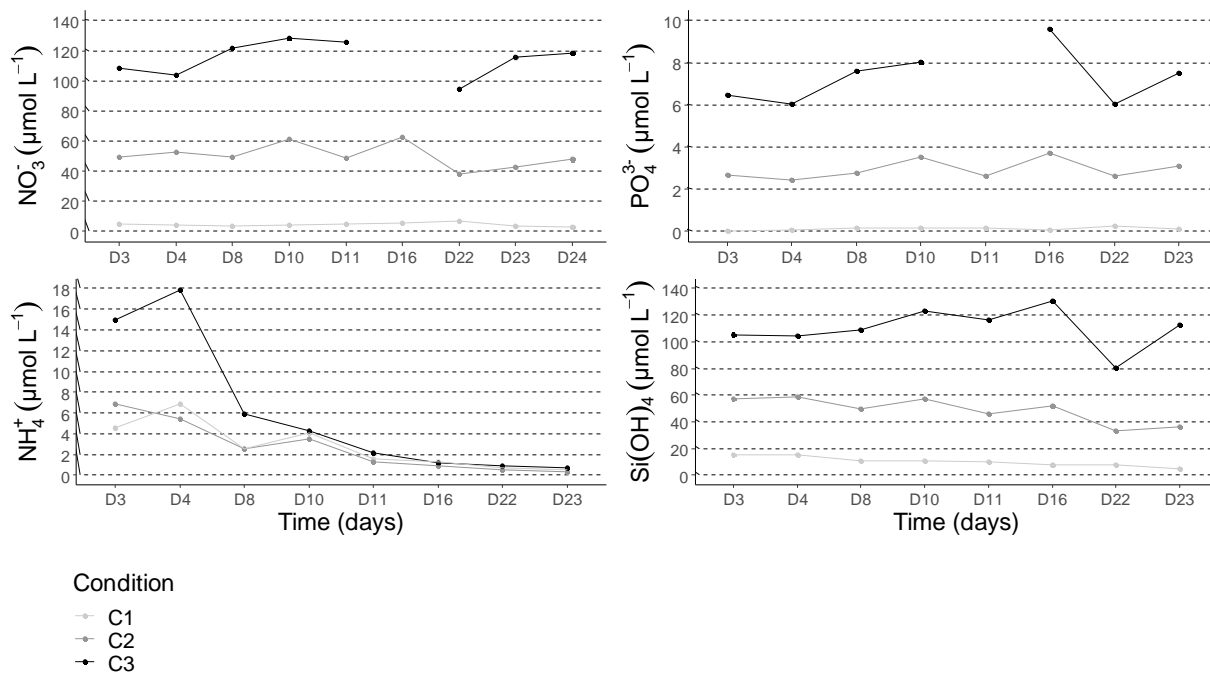 NO₃⁻ (μmol L⁻¹)
140
120
100
80
60
40
20
0
D3 D4 D8 D10 D11 D16 D22 D23 D24
PO₄³⁻ (μmol L⁻¹)
10
8
6
4
2
0
D3 D4 D8 D10 D11 D16 D22 D23
NH₄⁺ (μmol L⁻¹)
18
16
14
12
10
8
6
4
2
0
D3 D4 D8 D10 D11 D16 D22 D23
Time (days)
Si(OH)₄ (μmol L⁻¹)
140
120
100
80
60
40
20
0
D3 D4 D8 D10 D11 D16 D22 D23
Time (days)
Condition
C1
C2
C3